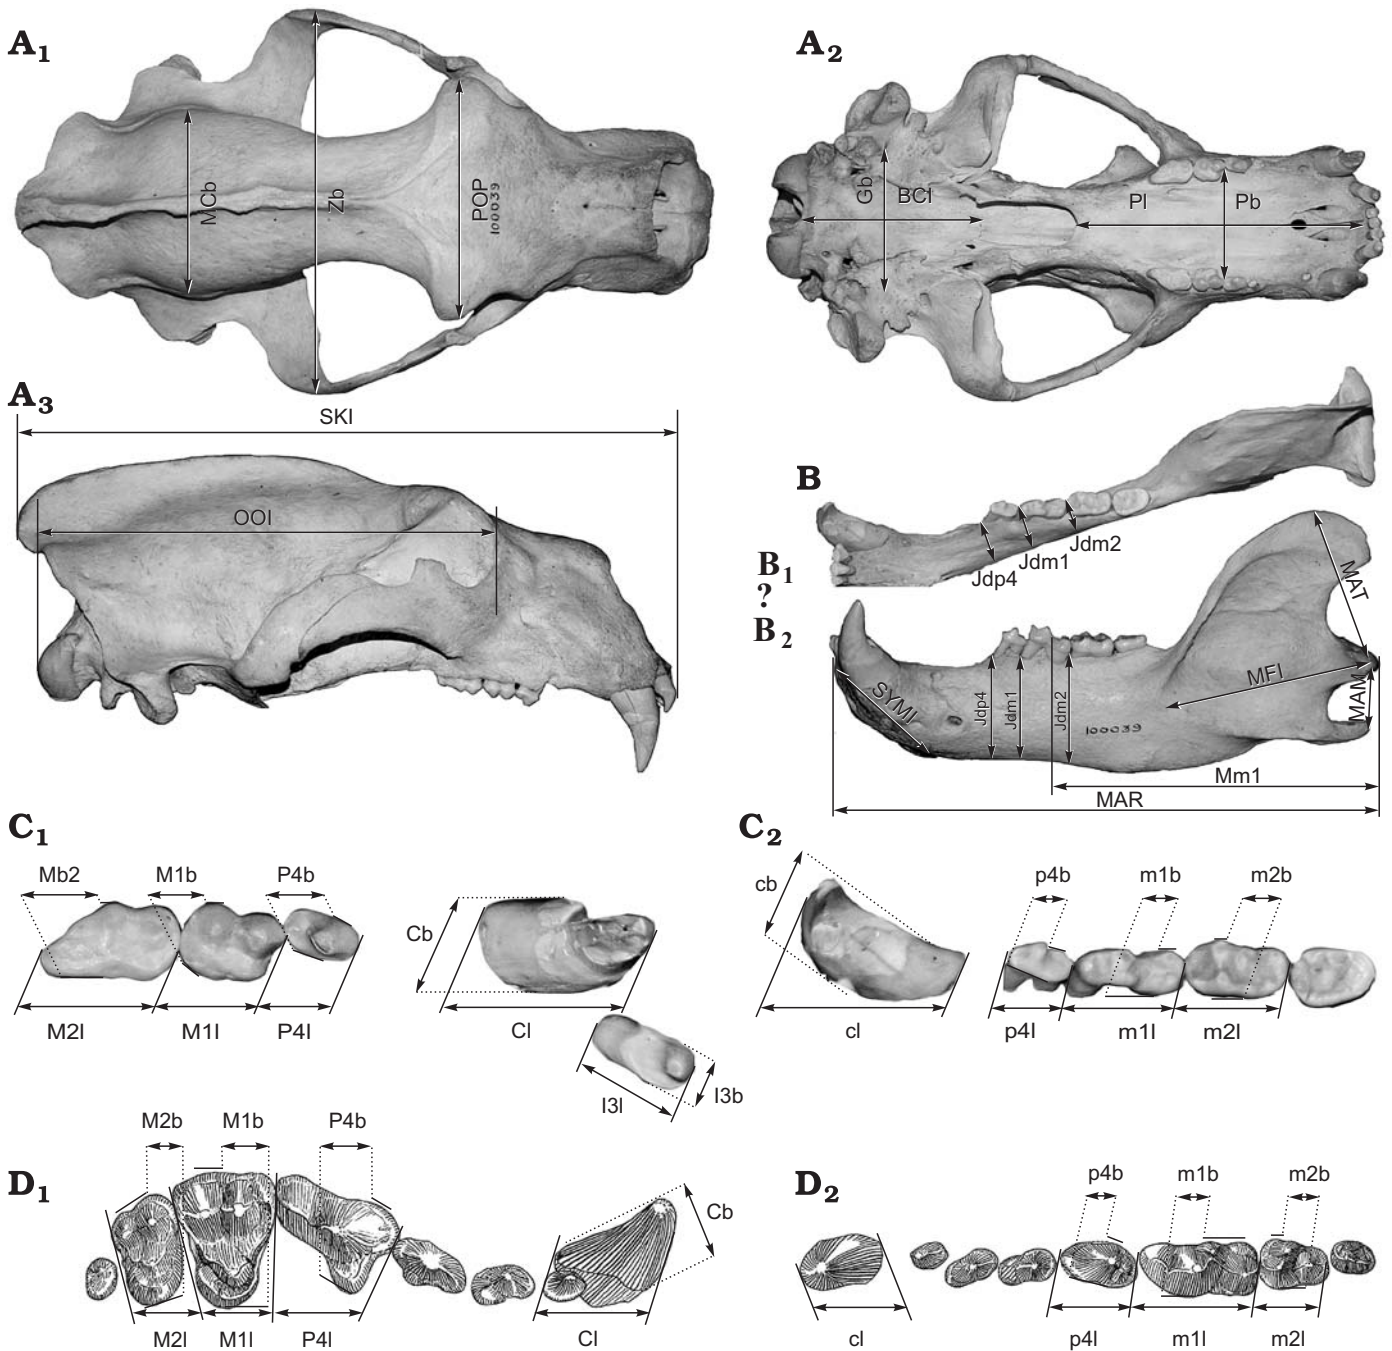 A1
MCb
Zb
POP
100039
A2
Gb
BCl
Pl
Pb
A3
SKl
OOl
B
Jdp4
Jdm1
Jdm2
B1
?
B2
SYMl
Jdp4
Jdm1
Jdm2
100039
MAT
MFl
MAM
Mm1
MAR
C1
Mb2
M1b
P4b
M2l
M1l
P4l
Cb
Cl
I3l
I3b
C2
cb
cl
p4b
m1b
m2b
p4l
m1l
m2l
D1
M2b
M1b
P4b
M2l
M1l
P4l
Cb
Cl
D2
cl
p4b
m1b
m2b
p4l
m1l
m2l